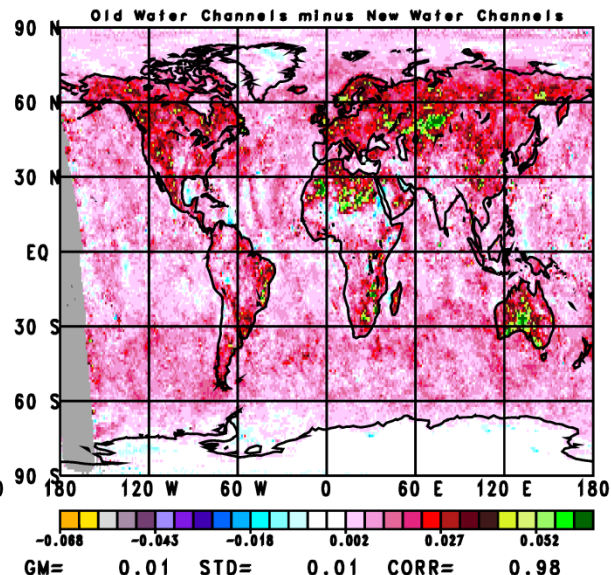 Old Water Channels minus New Water Channels
90 N
60 N
30 N
EQ
30 S
60 S
90 S
0 180 120 W 60 W 0 60 E 120 E 180
-0.068 -0.043 -0.018 0.002 0.027 0.052
GM= 0.01 STD= 0.01 CORR= 0.98